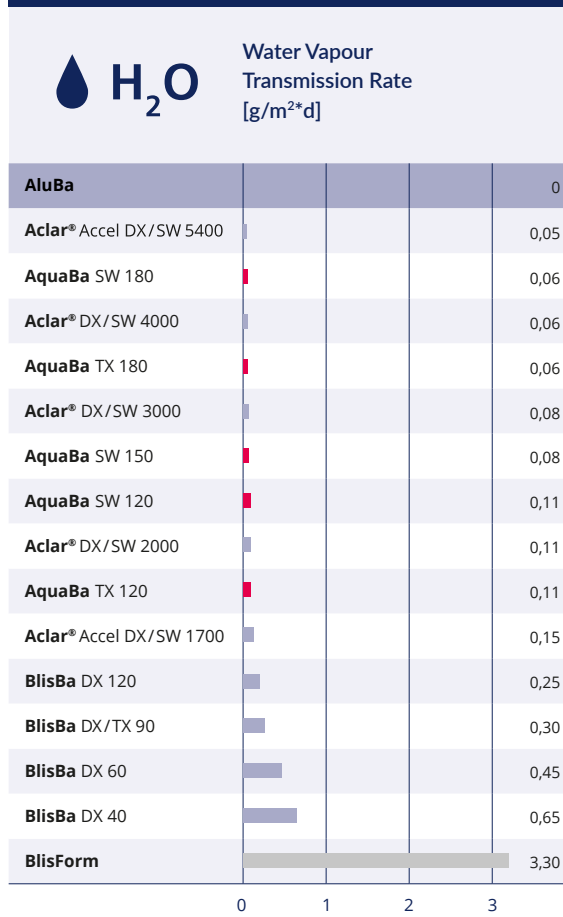 H₂O
Water Vapour
Transmission Rate
[g/m²*d]
AluBa 0
Aclar® Accel DX/SW 5400 0,05
AquaBa SW 180 0,06
Aclar® DX/SW 4000 0,06
AquaBa TX 180 0,06
Aclar® DX/SW 3000 0,08
AquaBa SW 150 0,08
AquaBa SW 120 0,11
Aclar® DX/SW 2000 0,11
AquaBa TX 120 0,11
Aclar® Accel DX/SW 1700 0,15
BlisBa DX 120 0,25
BlisBa DX/TX 90 0,30
BlisBa DX 60 0,45
BlisBa DX 40 0,65
BlisForm 3,30
0 1 2 3